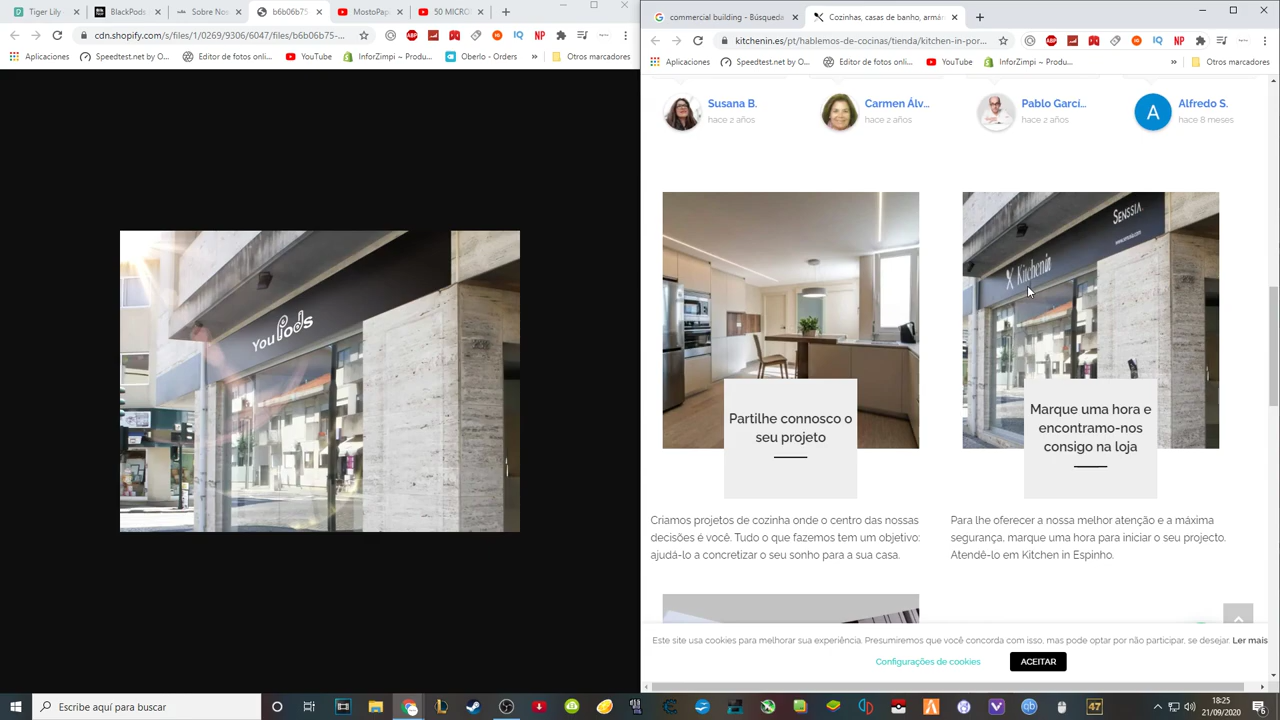 Tiger Lily
BlackPods
Sobre Nos
b6b06b75
MostoPap
50 MICRO
cdn.shopify.com/s/files/1/0269/9306/6047/files/b6b06b75-...
Aplicaciones
Speedtest.net by O...
Editor de fotos onli...
YouTube
InforZimpi ~ Produ...
Oberlo - Orders
»
Otros marcadores
YouPods
commercial building - Búsqueda
Cozinhas, casas de banho, armá
kitchenin.es/pt/hablemos-de-cocinas/tienda/kitchen-in-por...
Aplicaciones
Speedtest.net by O...
Editor de fotos onli...
YouTube
InforZimpi ~ Produ...
»
Otros marcadores
Susana B.
hace 2 años
Carmen Álv...
hace 2 años
Pablo Garcí...
hace 2 años
A
Alfredo S.
hace 8 meses
SENSSIA.
Kitchenin
Partilhe connosco o
seu projeto
Marque uma hora e
encontramo-nos
consigo na loja
Criamos projetos de cozinha onde o centro das nossas
decisões é você. Tudo o que fazemos tem um objetivo:
ajudá-lo a concretizar o seu sonho para a sua casa.
Para lhe oferecer a nossa melhor atenção e a máxima
segurança, marque uma hora para iniciar o seu projecto.
Atendê-lo em Kitchen in Espinho.
Este site usa cookies para melhorar sua experiência. Presumiremos que você concorda com isso, mas pode optar por não participar, se desejar. Ler mais
Configurações de cookies
ACEITAR
Escribe aquí para buscar
47
18:25
21/09/2020